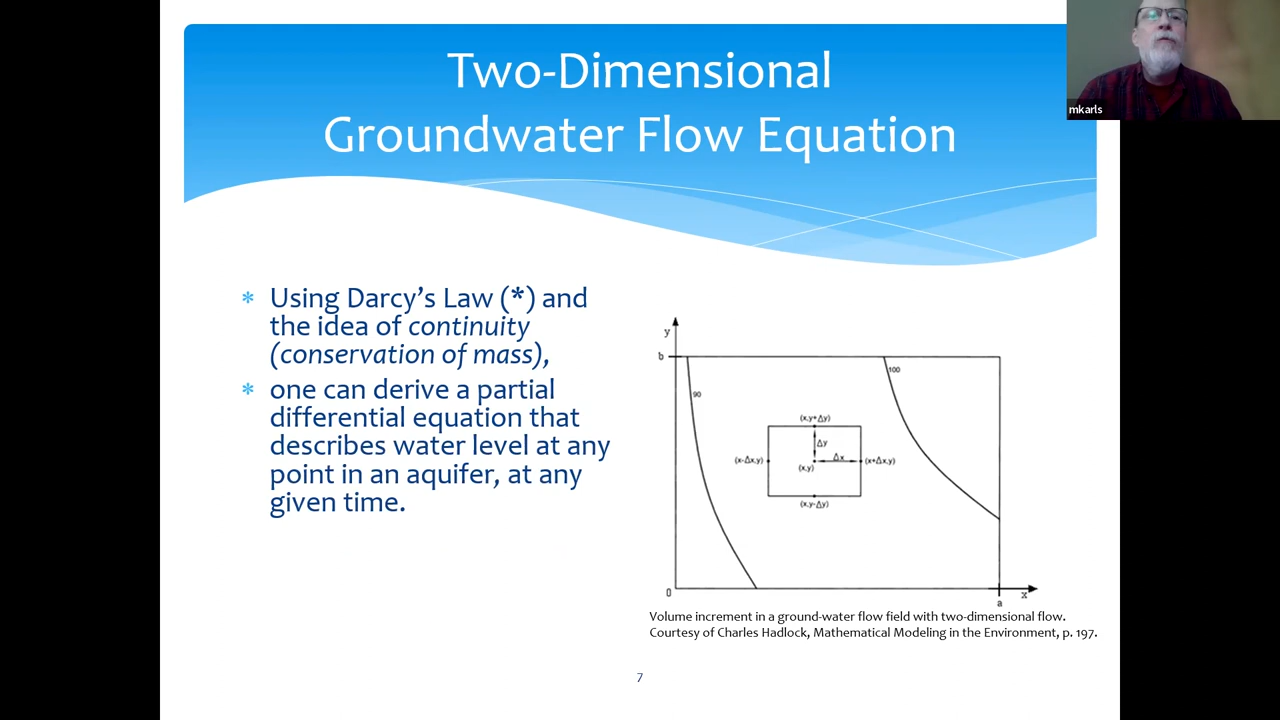 Two-Dimensional
Groundwater Flow Equation
mkarls
* Using Darcy's Law (*) and
the idea of continuity
(conservation of mass),
* one can derive a partial
differential equation that
describes water level at any
point in an aquifer, at any
given time.
y
b
90
100
(x,y+Δy)
Δy
(x-Δx,y)
Δx
(x+Δx,y)
(x,y)
(x,y-Δy)
0
a
x
Volume increment in a ground-water flow field with two-dimensional flow.
Courtesy of Charles Hadlock, Mathematical Modeling in the Environment, p. 197.
7